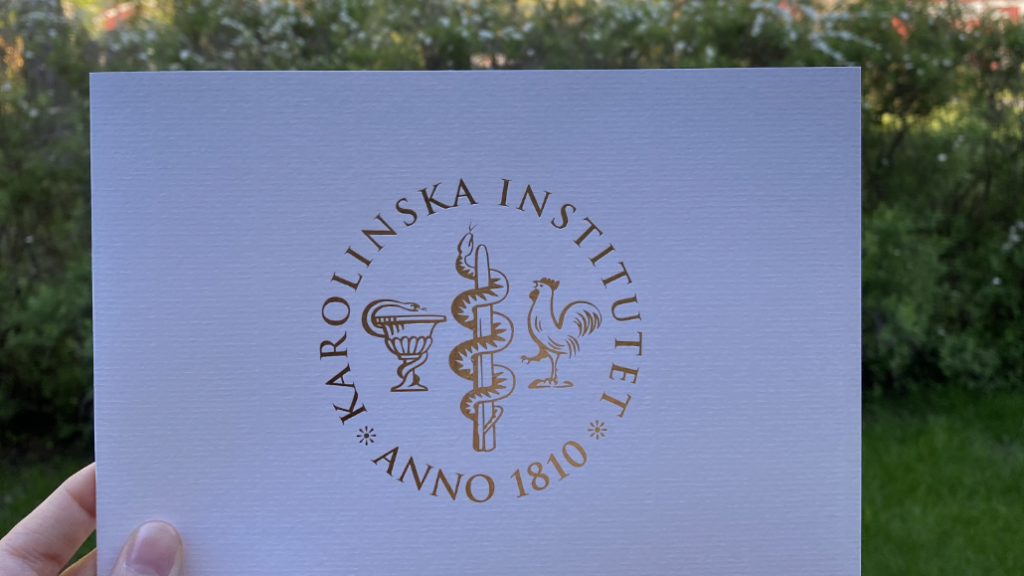 KAROLINSKA INSTITUTET
ANNO 1810